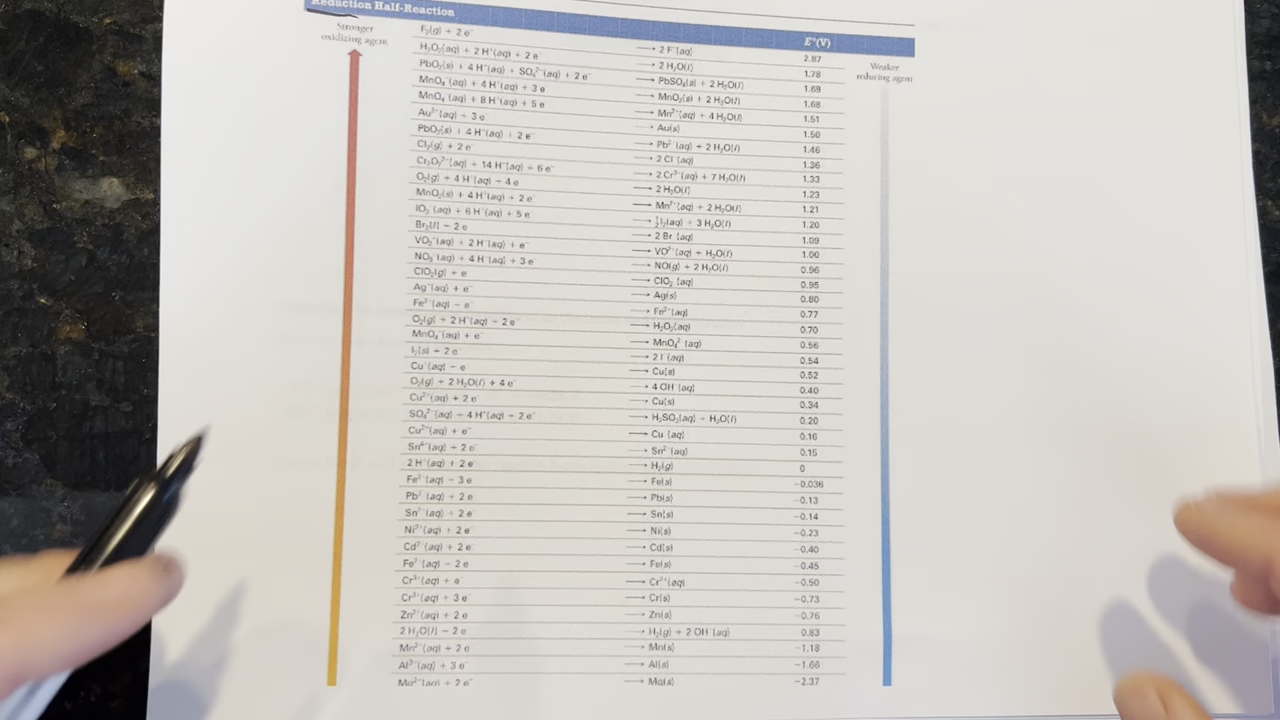 Reduction Half-Reaction E°(V)
Stronger oxidizing agent
Weaker reducing agent
F₂(g) + 2 e⁻ → 2 F⁻(aq) 2.87
H₂O₂(aq) + 2 H⁺(aq) + 2 e⁻ → 2 H₂O(l) 1.78
PbO₂(s) + 4 H⁺(aq) + SO₄²⁻(aq) + 2 e⁻ → PbSO₄(s) + 2 H₂O(l) 1.69
MnO₄⁻(aq) + 4 H⁺(aq) + 3 e⁻ → MnO₂(s) + 2 H₂O(l) 1.68
MnO₄⁻(aq) + 8 H⁺(aq) + 5 e⁻ → Mn²⁺(aq) + 4 H₂O(l) 1.51
Au³⁺(aq) + 3 e⁻ → Au(s) 1.50
PbO₂(s) + 4 H⁺(aq) + 2 e⁻ → Pb²⁺(aq) + 2 H₂O(l) 1.46
Cl₂(g) + 2 e⁻ → 2 Cl⁻(aq) 1.36
Cr₂O₇²⁻(aq) + 14 H⁺(aq) + 6 e⁻ → 2 Cr³⁺(aq) + 7 H₂O(l) 1.33
O₂(g) + 4 H⁺(aq) + 4 e⁻ → 2 H₂O(l) 1.23
MnO₂(s) + 4 H⁺(aq) + 2 e⁻ → Mn²⁺(aq) + 2 H₂O(l) 1.21
IO₃⁻(aq) + 6 H⁺(aq) + 5 e⁻ → ½ I₂(aq) + 3 H₂O(l) 1.20
Br₂(l) + 2 e⁻ → 2 Br⁻(aq) 1.09
VO₂⁺(aq) + 2 H⁺(aq) + e⁻ → VO²⁺(aq) + H₂O(l) 1.00
NO₃⁻(aq) + 4 H⁺(aq) + 3 e⁻ → NO(g) + 2 H₂O(l) 0.96
ClO₂(g) + e⁻ → ClO₂⁻(aq) 0.95
Ag⁺(aq) + e⁻ → Ag(s) 0.80
Fe³⁺(aq) + e⁻ → Fe²⁺(aq) 0.77
O₂(g) + 2 H⁺(aq) + 2 e⁻ → H₂O₂(aq) 0.70
MnO₄⁻(aq) + e⁻ → MnO₄²⁻(aq) 0.56
I₂(s) + 2 e⁻ → 2 I⁻(aq) 0.54
Cu⁺(aq) + e⁻ → Cu(s) 0.52
O₂(g) + 2 H₂O(l) + 4 e⁻ → 4 OH⁻(aq) 0.40
Cu²⁺(aq) + 2 e⁻ → Cu(s) 0.34
SO₄²⁻(aq) + 4 H⁺(aq) + 2 e⁻ → H₂SO₃(aq) + H₂O(l) 0.20
Cu²⁺(aq) + e⁻ → Cu⁺(aq) 0.16
Sn⁴⁺(aq) + 2 e⁻ → Sn²⁺(aq) 0.15
2 H⁺(aq) + 2 e⁻ → H₂(g) 0
Fe³⁺(aq) + 3 e⁻ → Fe(s) −0.036
Pb²⁺(aq) + 2 e⁻ → Pb(s) −0.13
Sn²⁺(aq) + 2 e⁻ → Sn(s) −0.14
Ni²⁺(aq) + 2 e⁻ → Ni(s) −0.23
Cd²⁺(aq) + 2 e⁻ → Cd(s) −0.40
Fe²⁺(aq) + 2 e⁻ → Fe(s) −0.45
Cr³⁺(aq) + e⁻ → Cr²⁺(aq) −0.50
Cr³⁺(aq) + 3 e⁻ → Cr(s) −0.73
Zn²⁺(aq) + 2 e⁻ → Zn(s) −0.76
2 H₂O(l) + 2 e⁻ → H₂(g) + 2 OH⁻(aq) −0.83
Mn²⁺(aq) + 2 e⁻ → Mn(s) −1.18
Al³⁺(aq) + 3 e⁻ → Al(s) −1.66
Mg²⁺(aq) + 2 e⁻ → Mg(s) −2.37